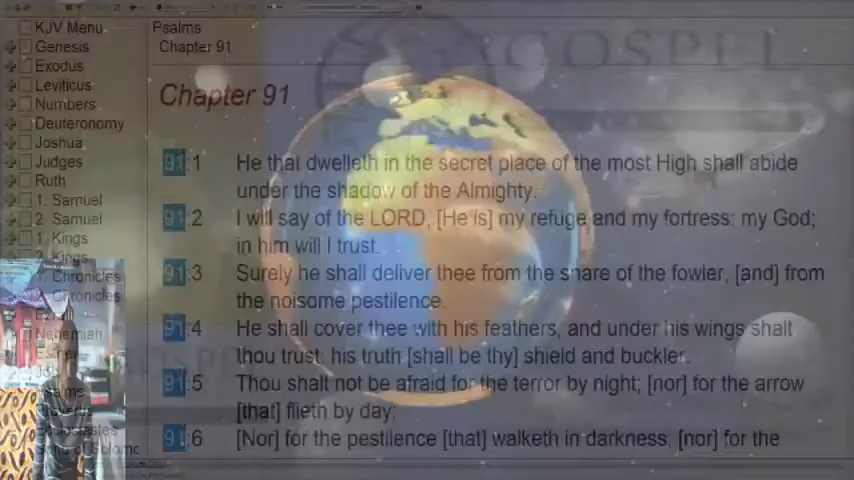 KJV Menu
Genesis
Exodus
Leviticus
Numbers
Deuteronomy
Joshua
Judges
Ruth
1. Samuel
2. Samuel
1. Kings
Kings
Chronicles
Chronicles
Nehemiah
Psalms
Chapter 91
GOSPEL
Chapter 91
91:1 He that dwelleth in the secret place of the most High shall abide
under the shadow of the Almighty.
91:2 I will say of the LORD, [He is] my refuge and my fortress: my God;
in him will I trust.
91:3 Surely he shall deliver thee from the snare of the fowler, [and] from
the noisome pestilence.
91:4 He shall cover thee with his feathers, and under his wings shalt
thou trust: his truth [shall be thy] shield and buckler.
91:5 Thou shalt not be afraid for the terror by night; [nor] for the arrow
[that] flieth by day;
91:6 [Nor] for the pestilence [that] walketh in darkness; [nor] for the